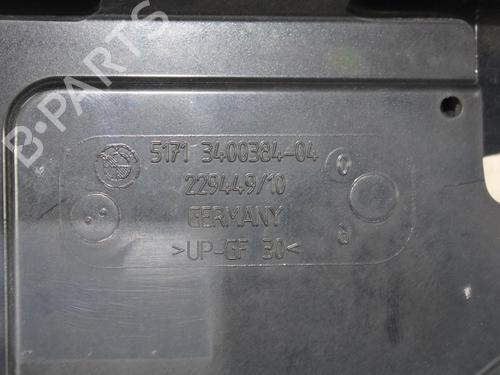 B-PARTS
5171 3400384-04
229449/10
GERMANY
>UP-GF 30<